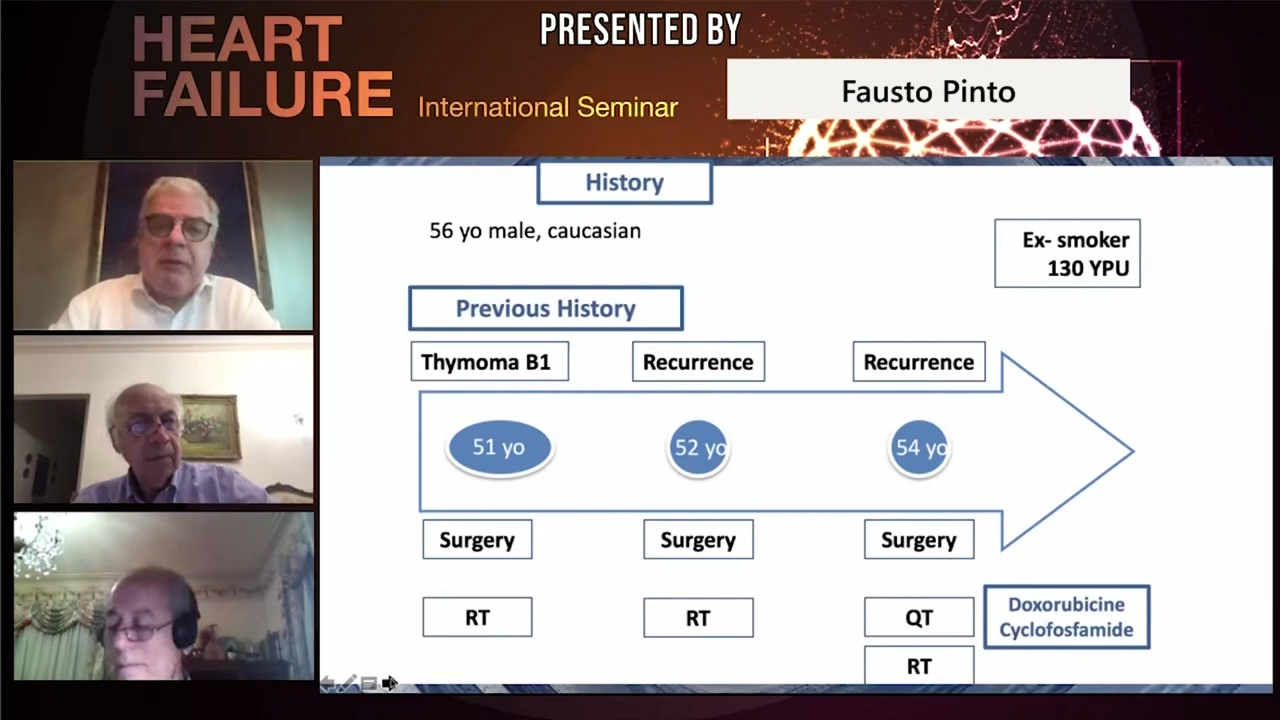 HEART
FAILURE
International Seminar
PRESENTED BY
Fausto Pinto
History
56 yo male, caucasian
Ex- smoker
130 YPU
Previous History
Thymoma B1
Recurrence
Recurrence
51 yo
52 yo
54 yo
Surgery
Surgery
Surgery
RT
RT
QT
Doxorubicine
Cyclofosfamide
RT